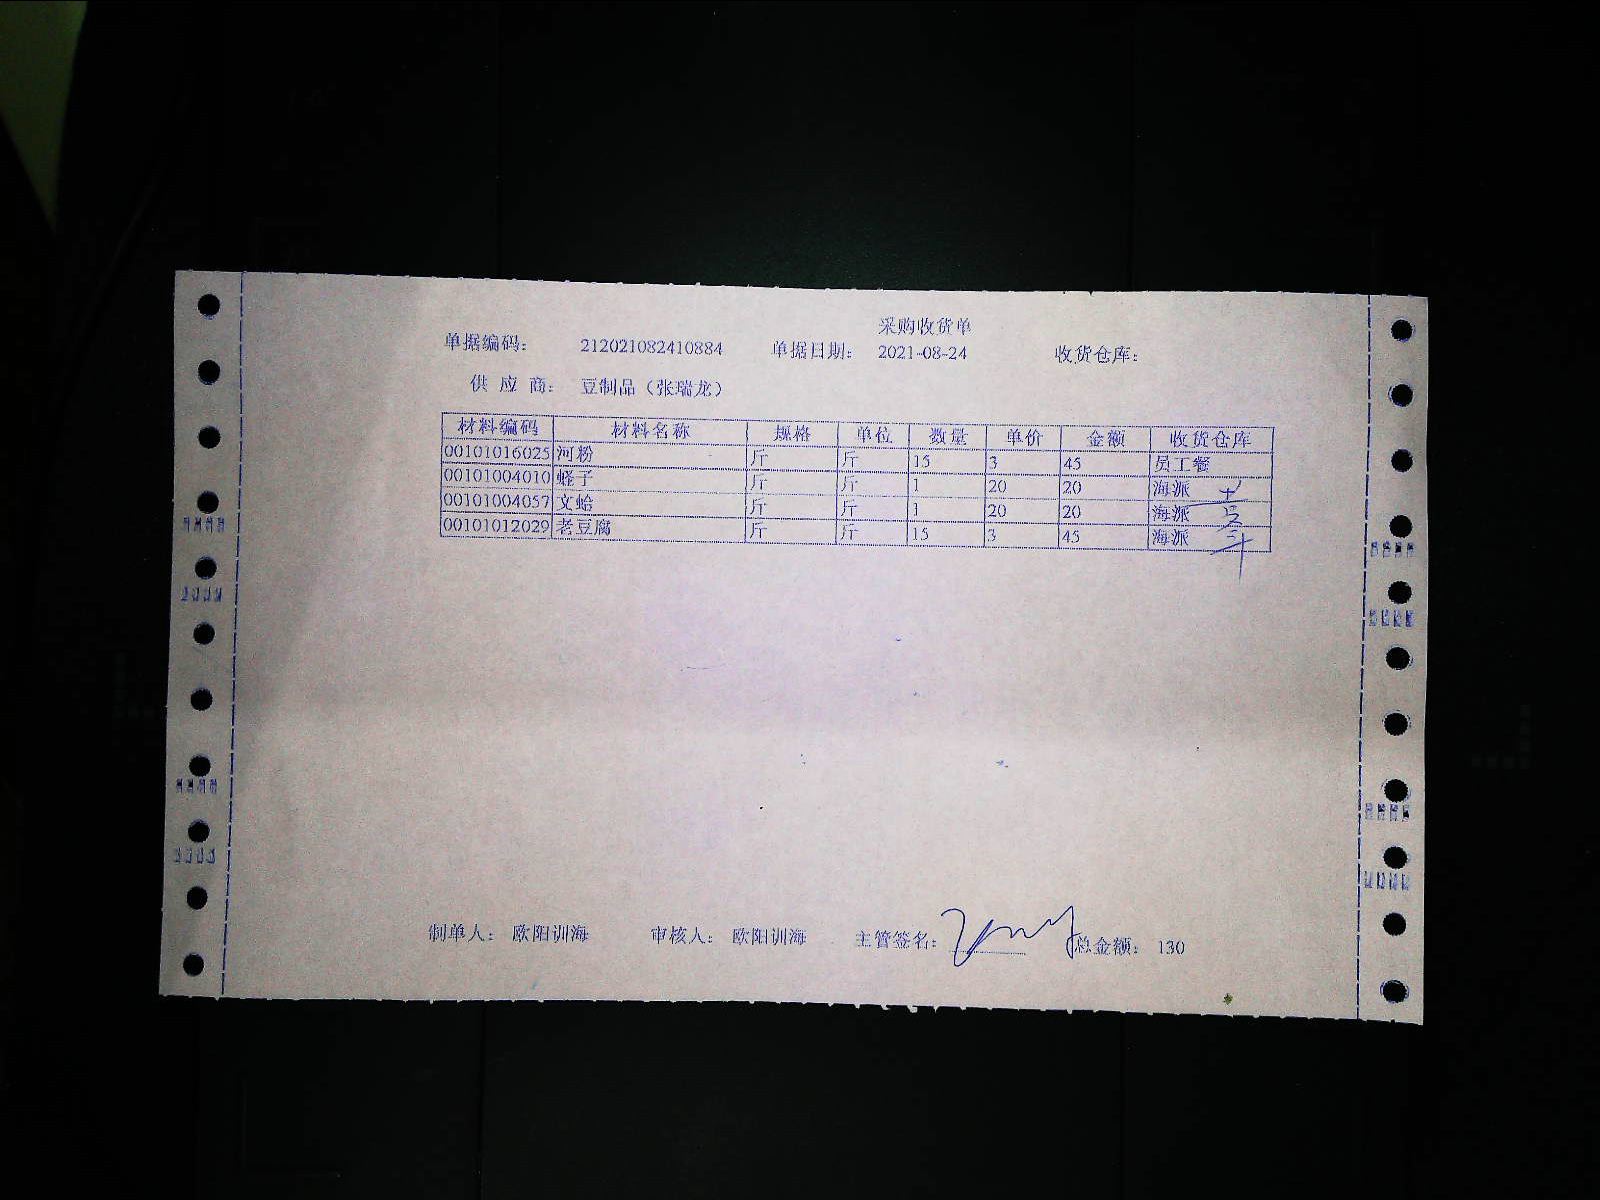 采购收货单
单据编码： 212021082410884 单据日期： 2021-08-24 收货仓库：
供 应 商： 豆制品（张瑞龙）
材料编码 材料名称 规格 单位 数量 单价 金额 收货仓库
00101016025 河粉 斤 斤 15 3 45 员工餐
00101004010 蛏子 斤 斤 1 20 20 海派
00101004057 文蛤 斤 斤 1 20 20 海派
00101012029 老豆腐 斤 斤 15 3 45 海派
制单人： 欧阳训海 审核人： 欧阳训海 主管签名： 总金额： 130